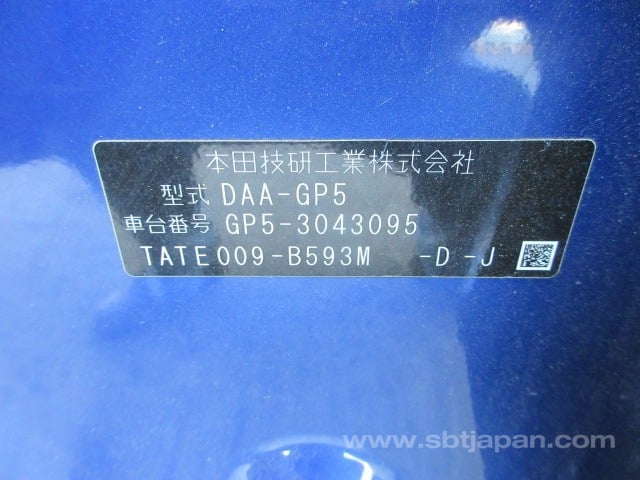 本田技研工業株式会社
型式 DAA-GP5
車台番号 GP5-3043095
TATE009-B593M -D -J
www.sbtjapan.com